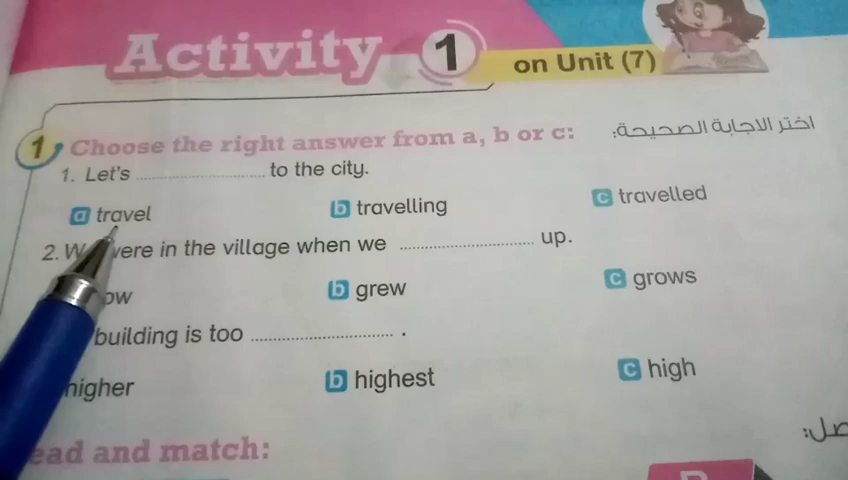 Activity 1 on Unit (7)
1 Choose the right answer from a, b or c: اختر الاجابة الصحيحة:
1. Let's .......................... to the city.
a travel b travelling c travelled
2. were in the village when we .......................... up.
b grew c grows
building is too .......................... .
higher b highest c high
and match: